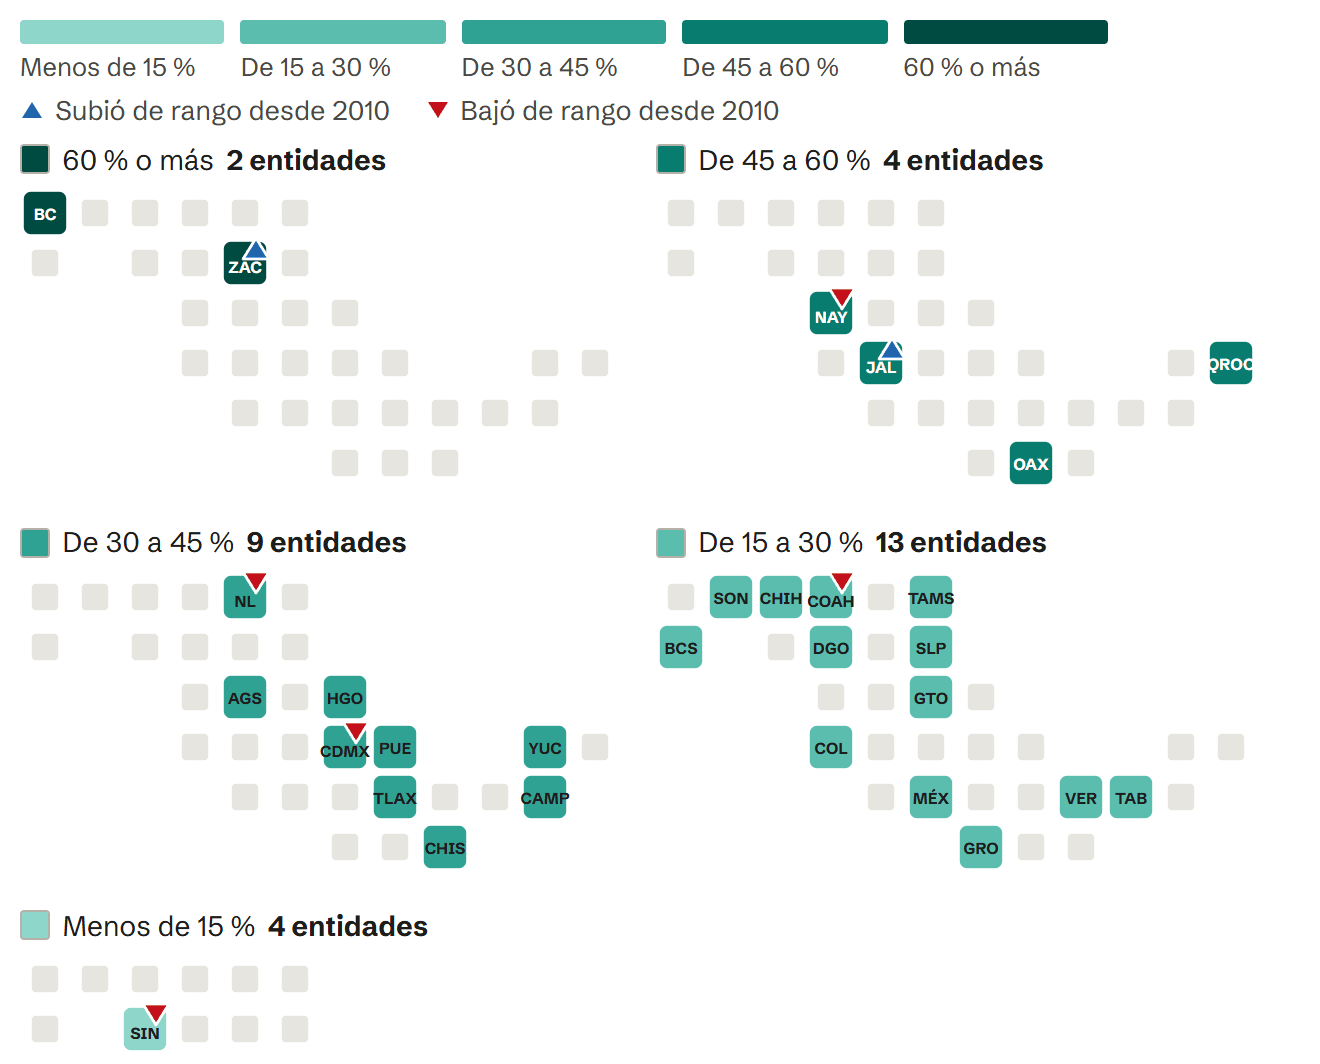 Menos de 15 % De 15 a 30 % De 30 a 45 % De 45 a 60 % 60 % o más
Subió de rango desde 2010 Bajó de rango desde 2010
60 % o más 2 entidades
BC
ZAC
De 45 a 60 % 4 entidades
NAY
JAL QROO
OAX
De 30 a 45 % 9 entidades
NL
AGS HGO
CDMX PUE YUC
TLAX CAMP
CHIS
De 15 a 30 % 13 entidades
SON CHIH COAH TAMS
BCS DGO SLP
GTO
COL
MÉX VER TAB
GRO
Menos de 15 % 4 entidades
SIN